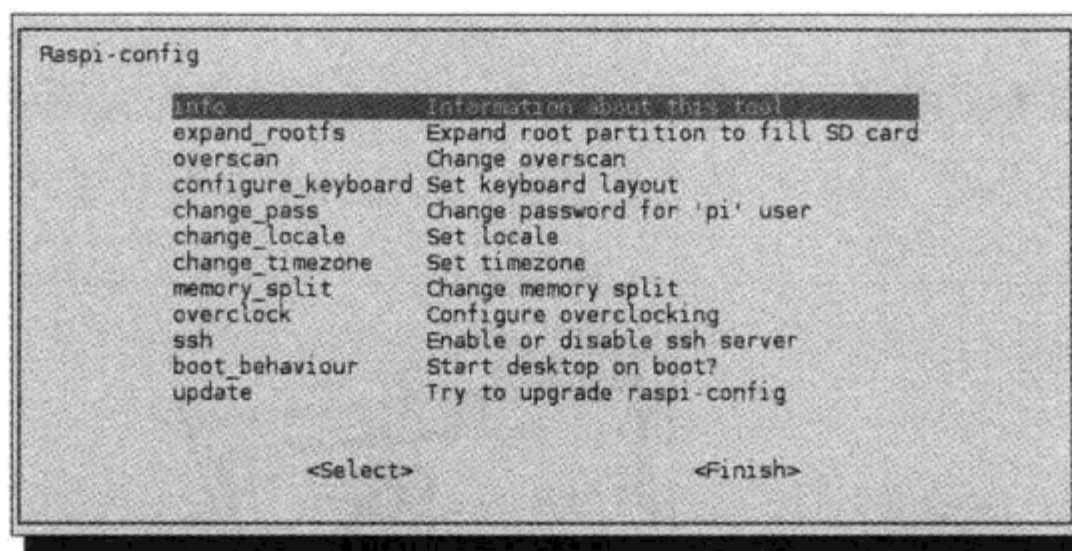 Raspi-config
info Information about this tool
expand_rootfs Expand root partition to fill SD card
overscan Change overscan
configure_keyboard Set keyboard layout
change_pass Change password for 'pi' user
change_locale Set locale
change_timezone Set timezone
memory_split Change memory split
overclock Configure overclocking
ssh Enable or disable ssh server
boot_behaviour Start desktop on boot?
update Try to upgrade raspi-config
<Select> <Finish>